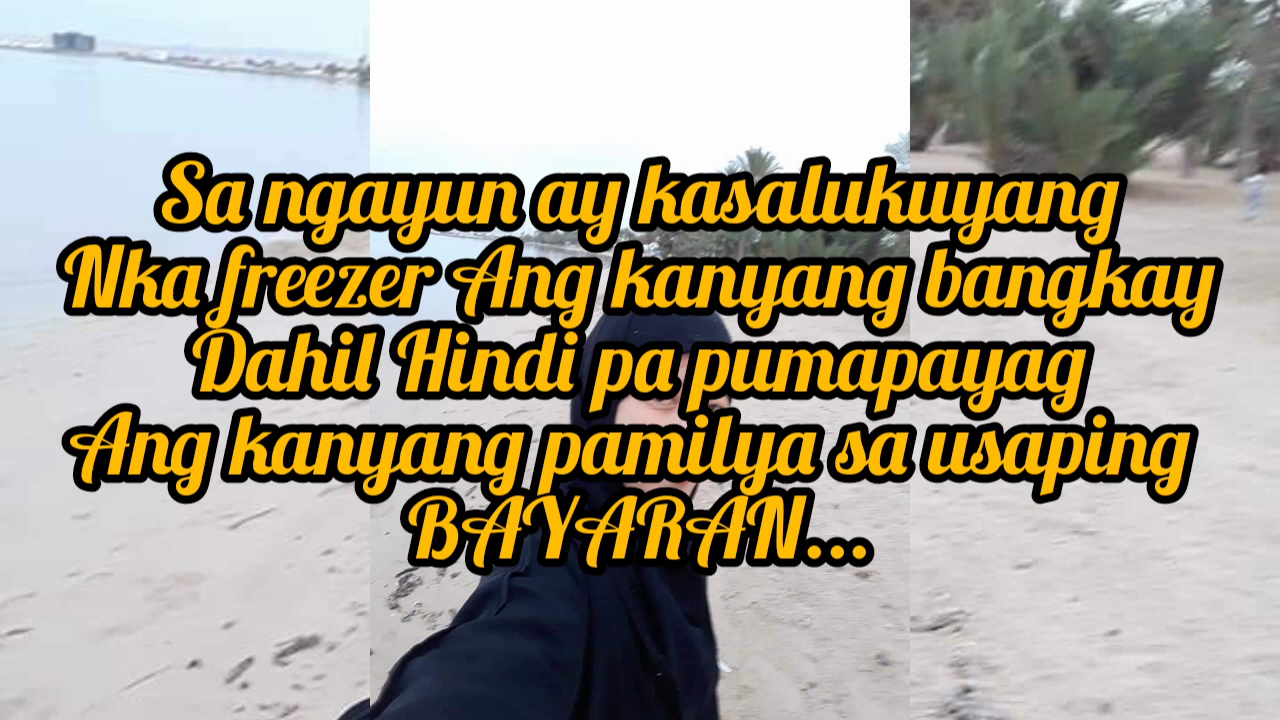 Sa ngayun ay kasalukuyang
Nka freezer Ang kanyang bangkay
Dahil Hindi pa pumapayag
Ang kanyang pamilya sa usaping
BAYARAN...